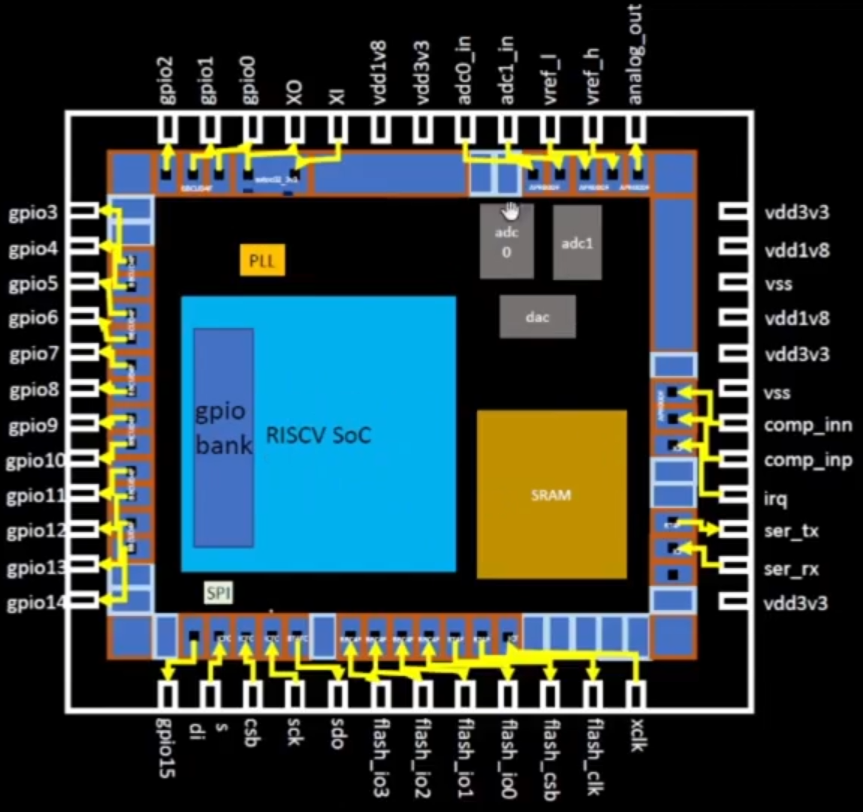 gpio2
gpio1
gpio0
XO
XI
vdd1v8
vdd3v3
adc0_in
adc1_in
vref_l
vref_h
analog_out
gpio3
gpio4
gpio5
gpio6
gpio7
gpio8
gpio9
gpio10
gpio11
gpio12
gpio13
gpio14
PLL
adc
0
adc1
dac
gpio
bank
RISCV SoC
SRAM
SPI
vdd3v3
vdd1v8
vss
vdd1v8
vdd3v3
vss
comp_inn
comp_inp
irq
ser_tx
ser_rx
vdd3v3
gpio15
di
s
csb
sck
sdo
flash_io3
flash_io2
flash_io1
flash_io0
flash_csb
flash_clk
xclk